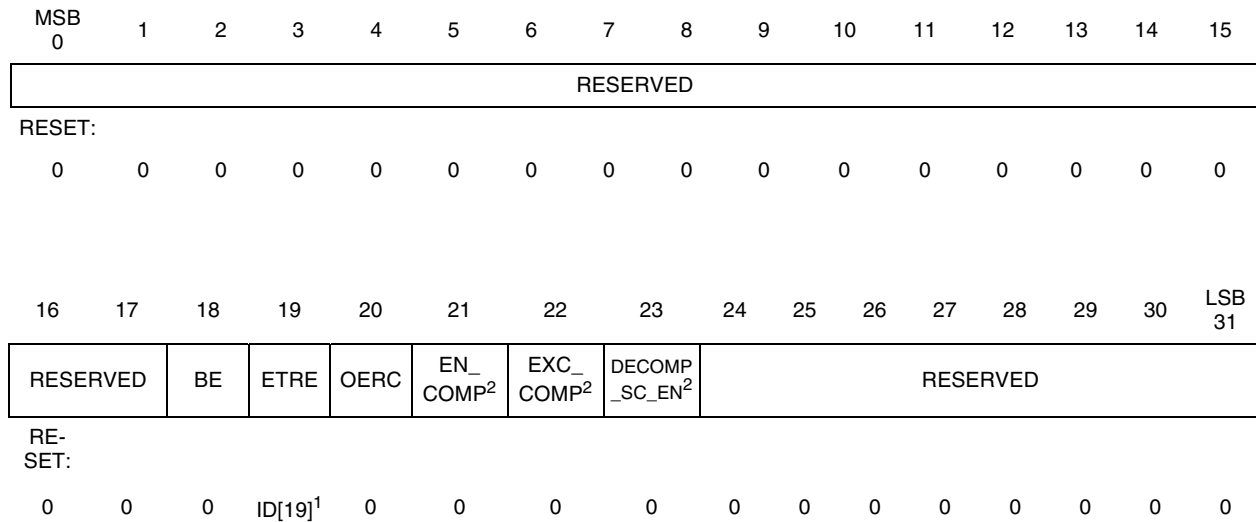 MSB
0 1 2 3 4 5 6 7 8 9 10 11 12 13 14 15
RESERVED
RESET:
0 0 0 0 0 0 0 0 0 0 0 0 0 0 0 0
16 17 18 19 20 21 22 23 24 25 26 27 28 29 30 LSB
31
RESERVED BE ETRE OERC EN_
COMP2 EXC_
COMP2 DECOMP
_SC_EN2 RESERVED
RE-
SET:
0 0 0 ID[19]1 0 0 0 0 0 0 0 0 0 0 0 0